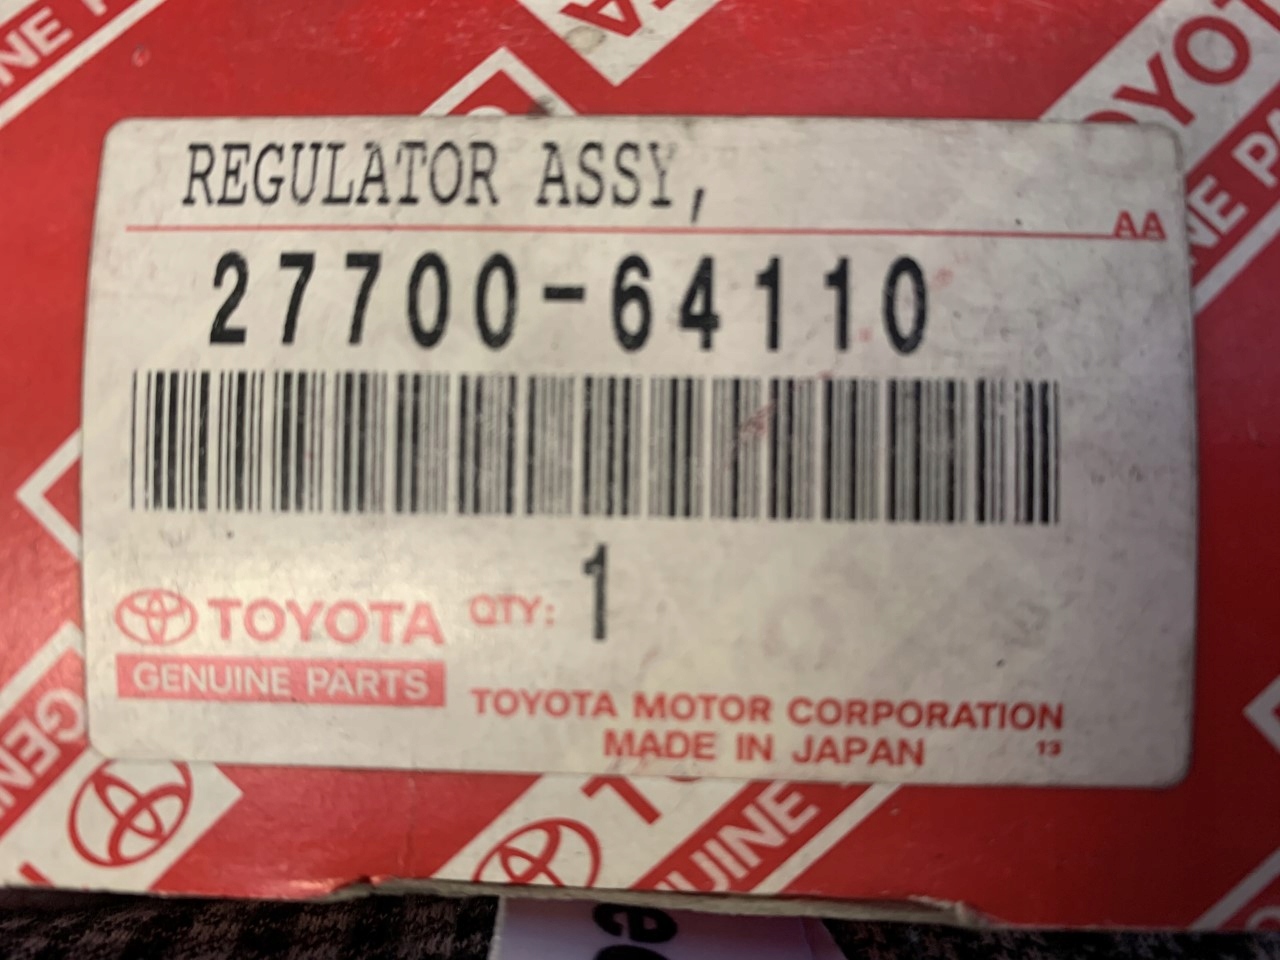 REGULATOR ASSY,
AA
27700-64110
TOYOTA QTY: 1
GENUINE PARTS
TOYOTA MOTOR CORPORATION
MADE IN JAPAN 13